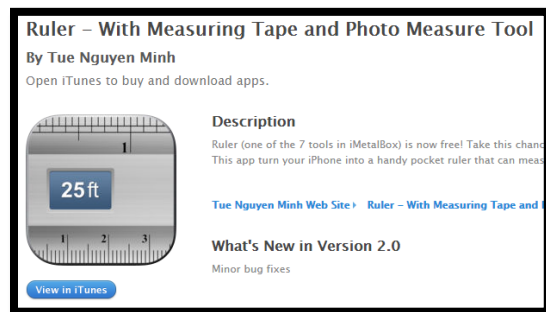 Ruler – With Measuring Tape and Photo Measure Tool
By Tue Nguyen Minh
Open iTunes to buy and download apps.
1
25 ft
1 2 3
View in iTunes
Description
Ruler (one of the 7 tools in iMetalBox) is now free! Take this
This app turn your iPhone into a handy pocket ruler that can
Tue Nguyen Minh Web Site Ruler – With Measuring Tape and
What's New in Version 2.0
Minor bug fixes